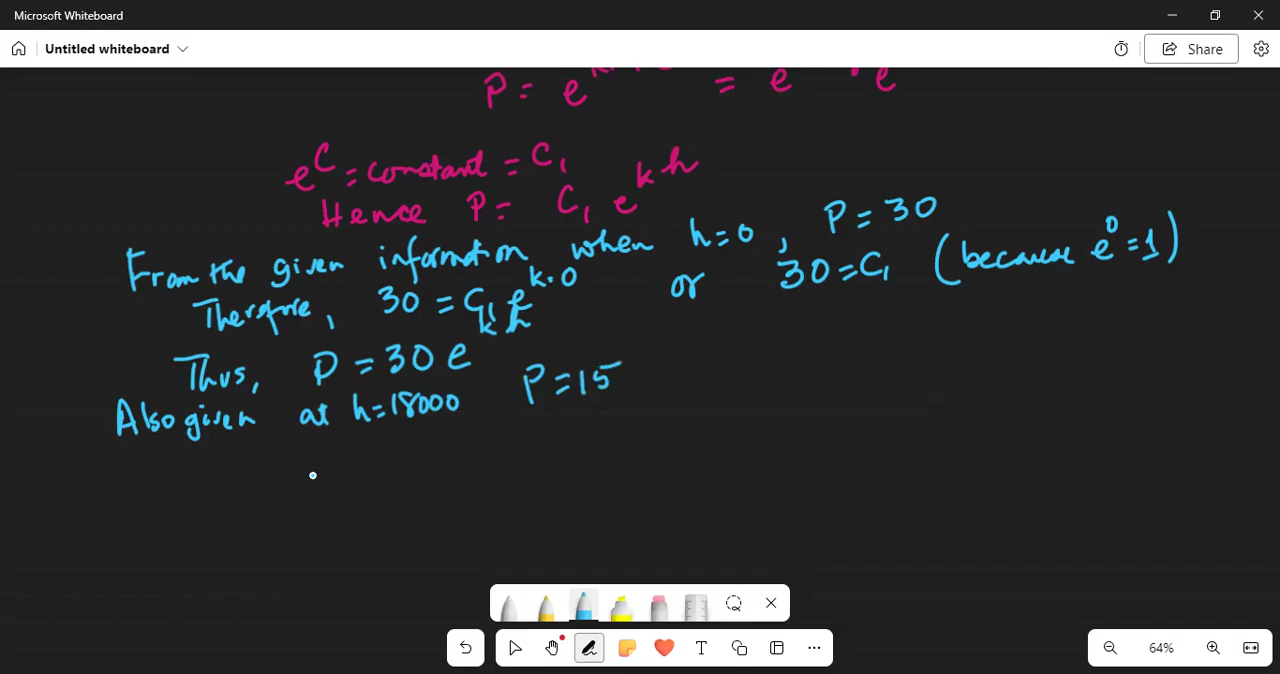 Microsoft Whiteboard
Untitled whiteboard
Share
P = e = e e
e^C = constant = C₁
Hence P = C₁ e^kh
From the given information when h=0, P = 30
Therefore, 30 = C₁ e^k.0 or 30 = C₁ (because e^0 = 1)
Thus, P = 30 e^kh
Also given at h=18000 P = 15
T
64%